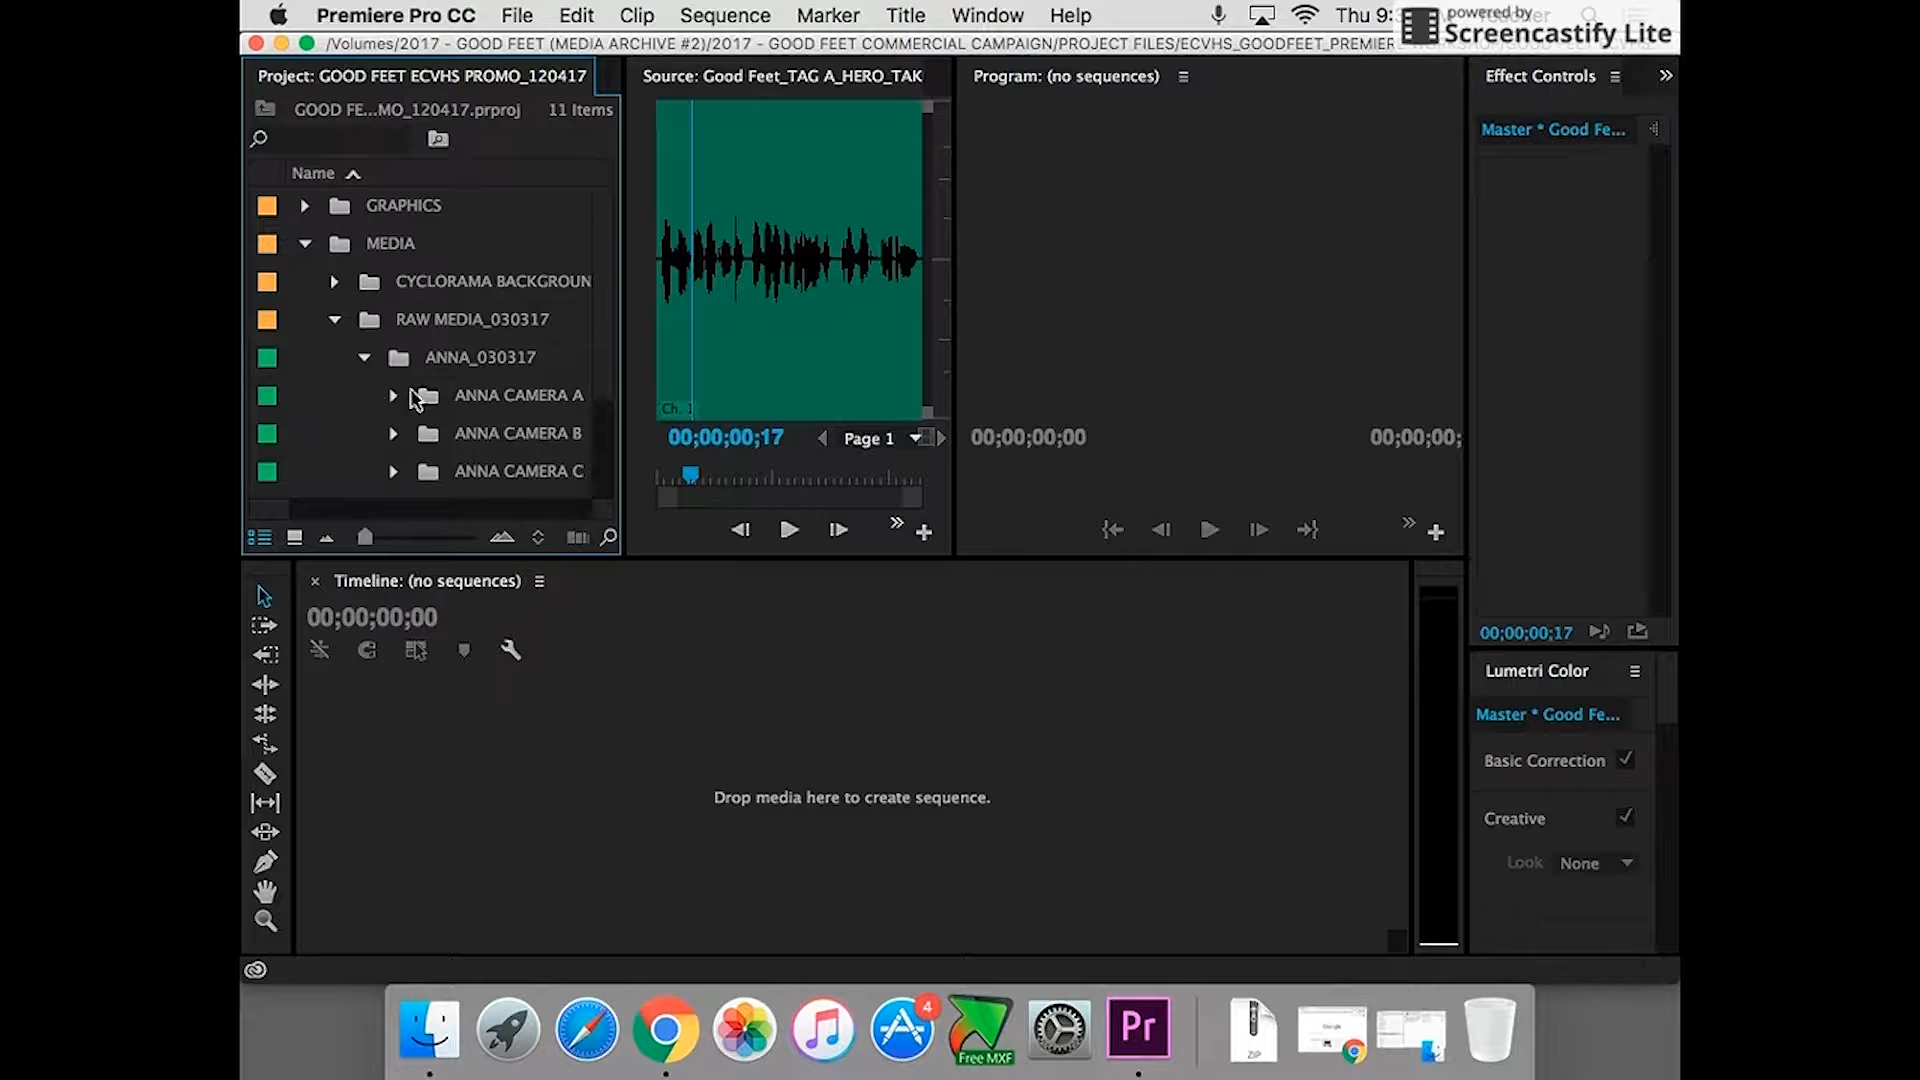 Premiere Pro CC File Edit Clip Sequence Marker Title Window Help Thu 9:
powered by
Screencastify Lite
/Volumes/2017 - GOOD FEET (MEDIA ARCHIVE #2)/2017 - GOOD FEET COMMERCIAL CAMPAIGN/PROJECT FILES/ECVHS_GOODFEET_PREMIER
Project: GOOD FEET ECVHS PROMO_120417
Source: Good Feet_TAG A_HERO_TAK
Program: (no sequences)
Effect Controls
GOOD FE...MO_120417.prproj 11 Items
Master * Good Fe...
Name
GRAPHICS
MEDIA
CYCLORAMA BACKGROUN
RAW MEDIA_030317
ANNA_030317
ANNA CAMERA A
ANNA CAMERA B
ANNA CAMERA C
Ch. 1
00;00;00;17 Page 1
00;00;00;00 00;00;00;
Timeline: (no sequences)
00;00;00;00
Drop media here to create sequence.
00;00;00;17
Lumetri Color
Master * Good Fe...
Basic Correction
Creative
Look None
4
Free MXF
Pr
ZIP
Google